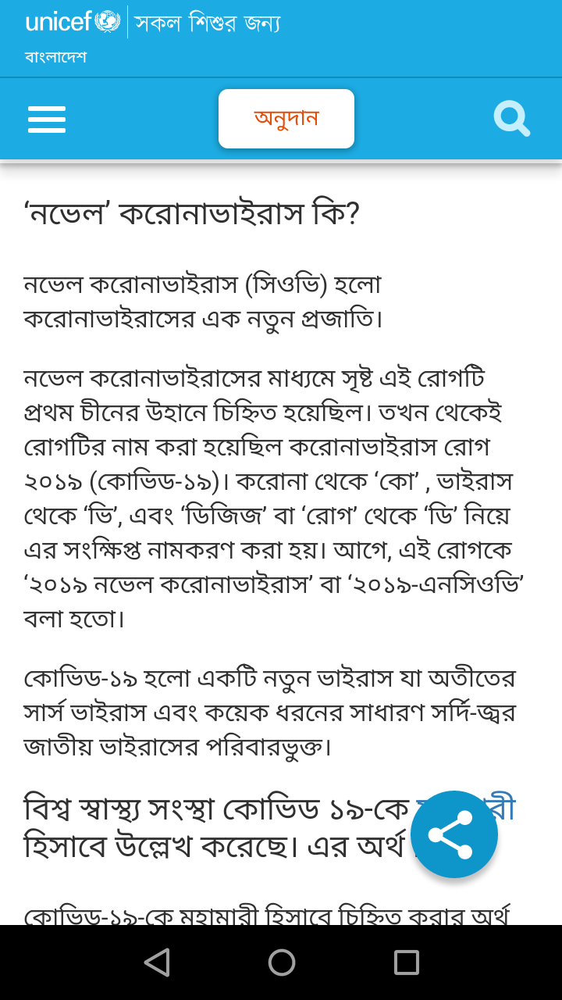 unicef সকল শিশুর জন্য
বাংলাদেশ
অনুদান
‘নভেল’ করোনাভাইরাস কি?
নভেল করোনাভাইরাস (সিওভি) হলো
করোনাভাইরাসের এক নতুন প্রজাতি।
নভেল করোনাভাইরাসের মাধ্যমে সৃষ্ট এই রোগটি
প্রথম চীনের উহানে চিহ্নিত হয়েছিল। তখন থেকেই
রোগটির নাম করা হয়েছিল করোনাভাইরাস রোগ
২০১৯ (কোভিড-১৯)। করোনা থেকে ‘কো’ , ভাইরাস
থেকে ‘ভি’, এবং ‘ডিজিজ’ বা ‘রোগ’ থেকে ‘ডি’ নিয়ে
এর সংক্ষিপ্ত নামকরণ করা হয়। আগে, এই রোগকে
‘২০১৯ নভেল করোনাভাইরাস’ বা ‘২০১৯-এনসিওভি’
বলা হতো।
কোভিড-১৯ হলো একটি নতুন ভাইরাস যা অতীতের
সার্স ভাইরাস এবং কয়েক ধরনের সাধারণ সর্দি-জ্বর
জাতীয় ভাইরাসের পরিবারভুক্ত।
বিশ্ব স্বাস্থ্য সংস্থা কোভিড ১৯-কে
হিসাবে উল্লেখ করেছে। এর অর্থ
কোভিড-১৯-কে মহামারী হিসাবে চিহ্নিত করার অর্থ